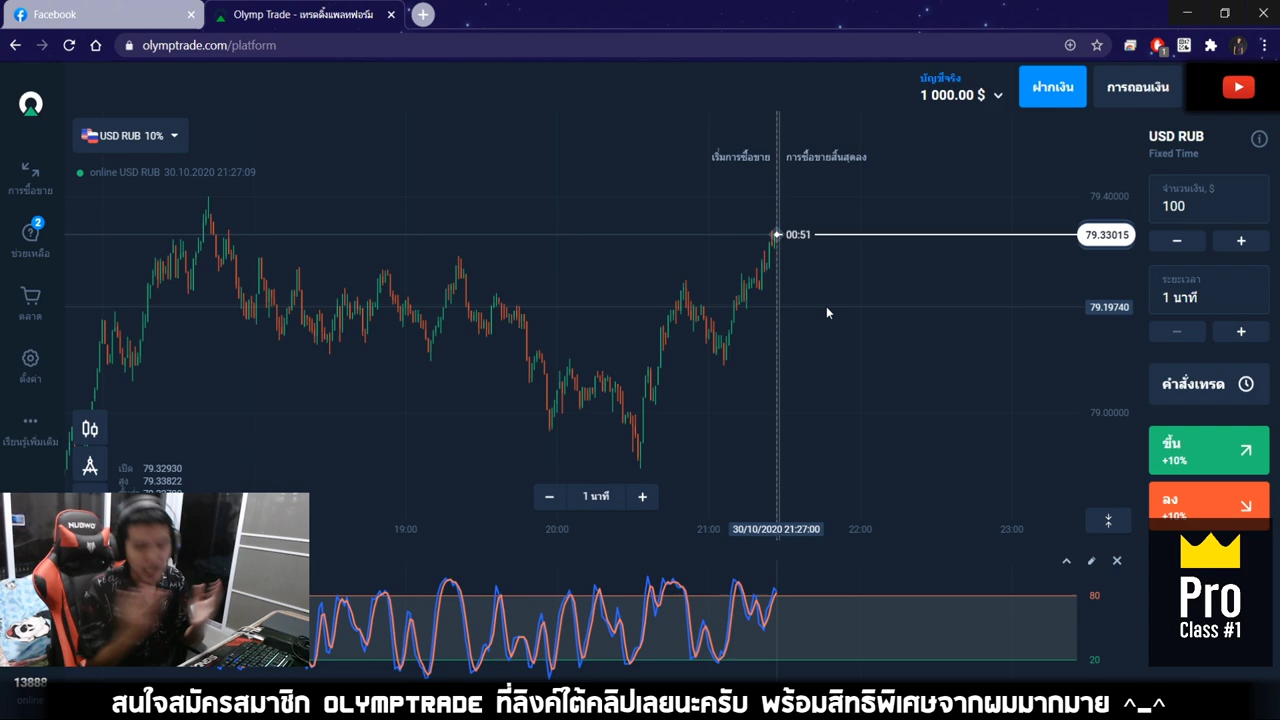 Facebook
Olymp Trade - เทรดดิ้งแพลทฟอร์ม
olymptrade.com/platform
1
บัญชีจริง
1 000.00 $
ฝากเงิน
การถอนเงิน
USD RUB 10%
online USD RUB 30.10.2020 21:27:09
เริ่มการซื้อขาย
การซื้อขายสิ้นสุดลง
USD RUB
Fixed Time
การซื้อขาย
2
ช่วยเหลือ
ตลาด
ตั้งค่า
เรียนรู้เพิ่มเติม
79.40000
00:51
79.33015
79.19740
79.00000
จำนวนเงิน, $
100
ระยะเวลา
1 นาที
คำสั่งเทรด
ขึ้น
+10%
ลง
+10%
เปิด 79.32930
สูง 79.33822
1 นาที
19:00
20:00
21:00
30/10/2020 21:27:00
22:00
23:00
80
20
NUBWO
Pro
Class #1
13888
online
สนใจสมัครสมาชิก OLYMPTRADE ที่ลิงค์ใต้คลิปเลยนะครับ พร้อมสิทธิพิเศษจากผมมากมาย ^_^